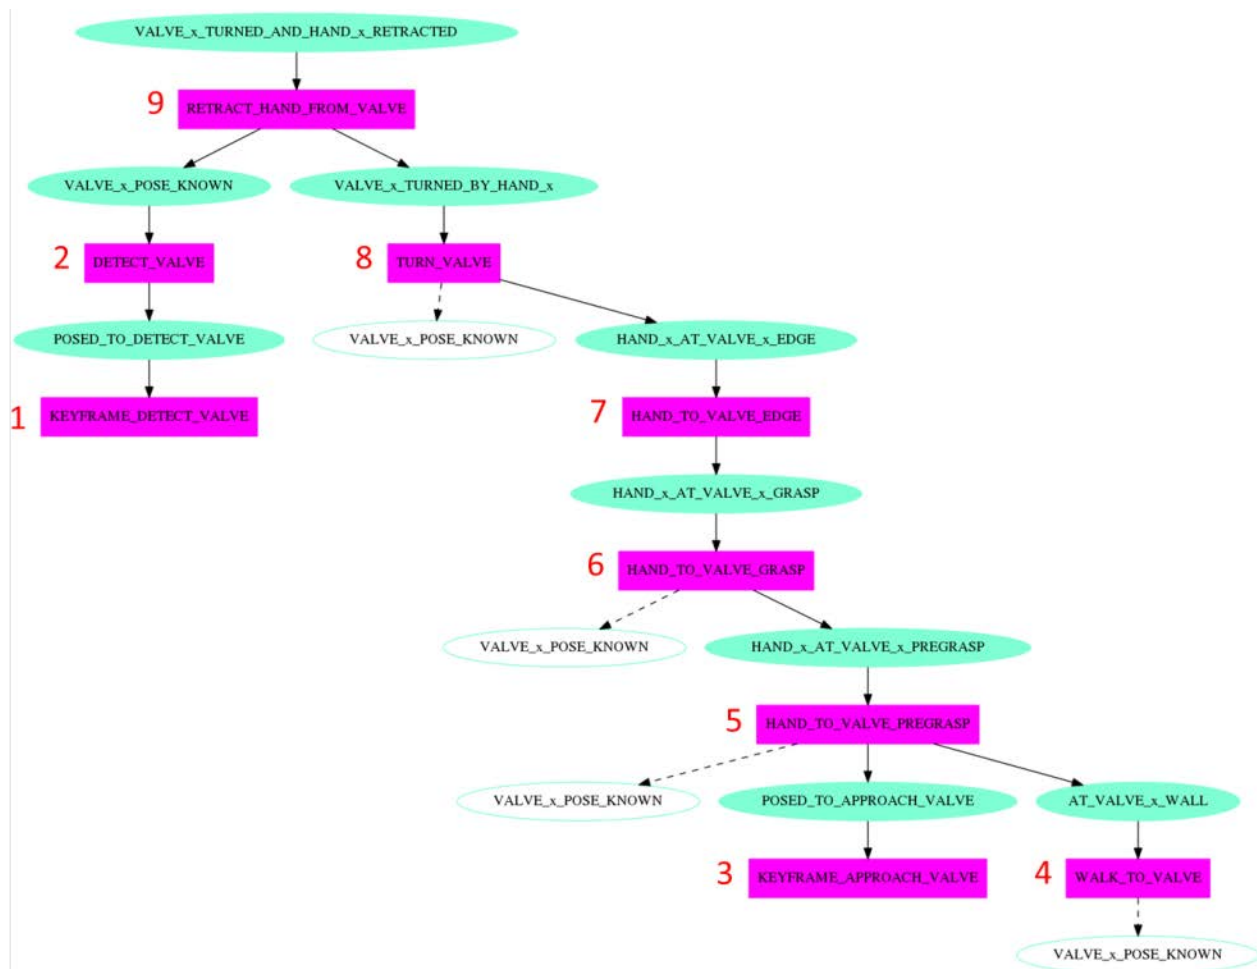 VALVE_x_TURNED_AND_HAND_x_RETRACTED
9
RETRACT_HAND_FROM_VALVE
VALVE_x_POSE_KNOWN
VALVE_x_TURNED_BY_HAND_x
2
DETECT_VALVE
8
TURN_VALVE
POSED_TO_DETECT_VALVE
VALVE_x_POSE_KNOWN
HAND_x_AT_VALVE_x_EDGE
1
KEYFRAME_DETECT_VALVE
7
HAND_TO_VALVE_EDGE
HAND_x_AT_VALVE_x_GRASP
6
HAND_TO_VALVE_GRASP
VALVE_x_POSE_KNOWN
HAND_x_AT_VALVE_x_PREGRASP
5
HAND_TO_VALVE_PREGRASP
VALVE_x_POSE_KNOWN
POSED_TO_APPROACH_VALVE
AT_VALVE_x_WALL
3
KEYFRAME_APPROACH_VALVE
4
WALK_TO_VALVE
VALVE_x_POSE_KNOWN